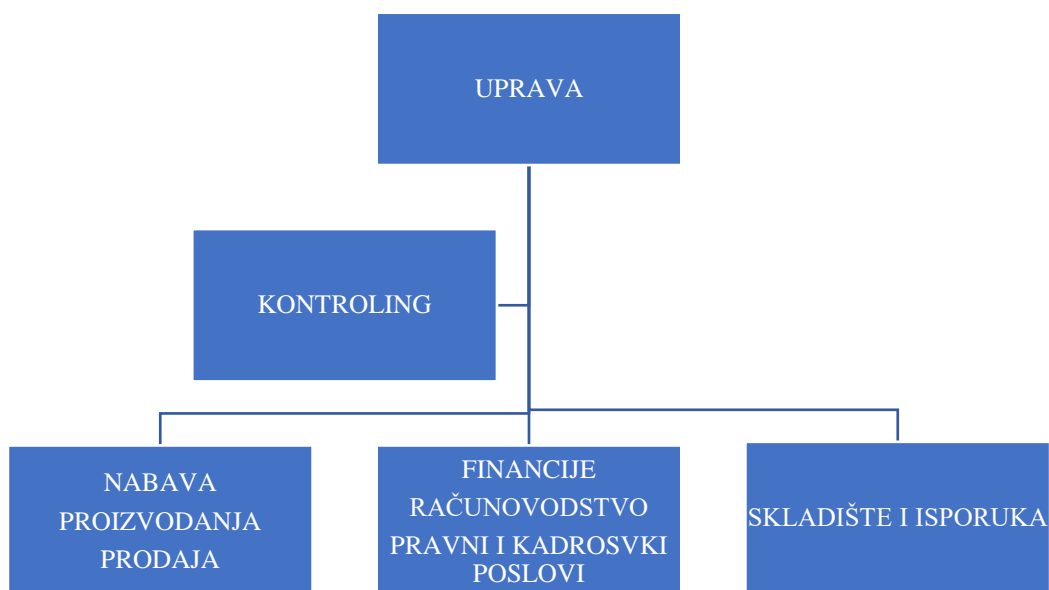 UPRAVA
KONTROLING
NABAVA
PROIZVODANJA
PRODAJA
FINANCIJE
RAČUNOVODSTVO
PRAVNI I KADROSVKI
POSLOVI
SKLADIŠTE I ISPORUKA